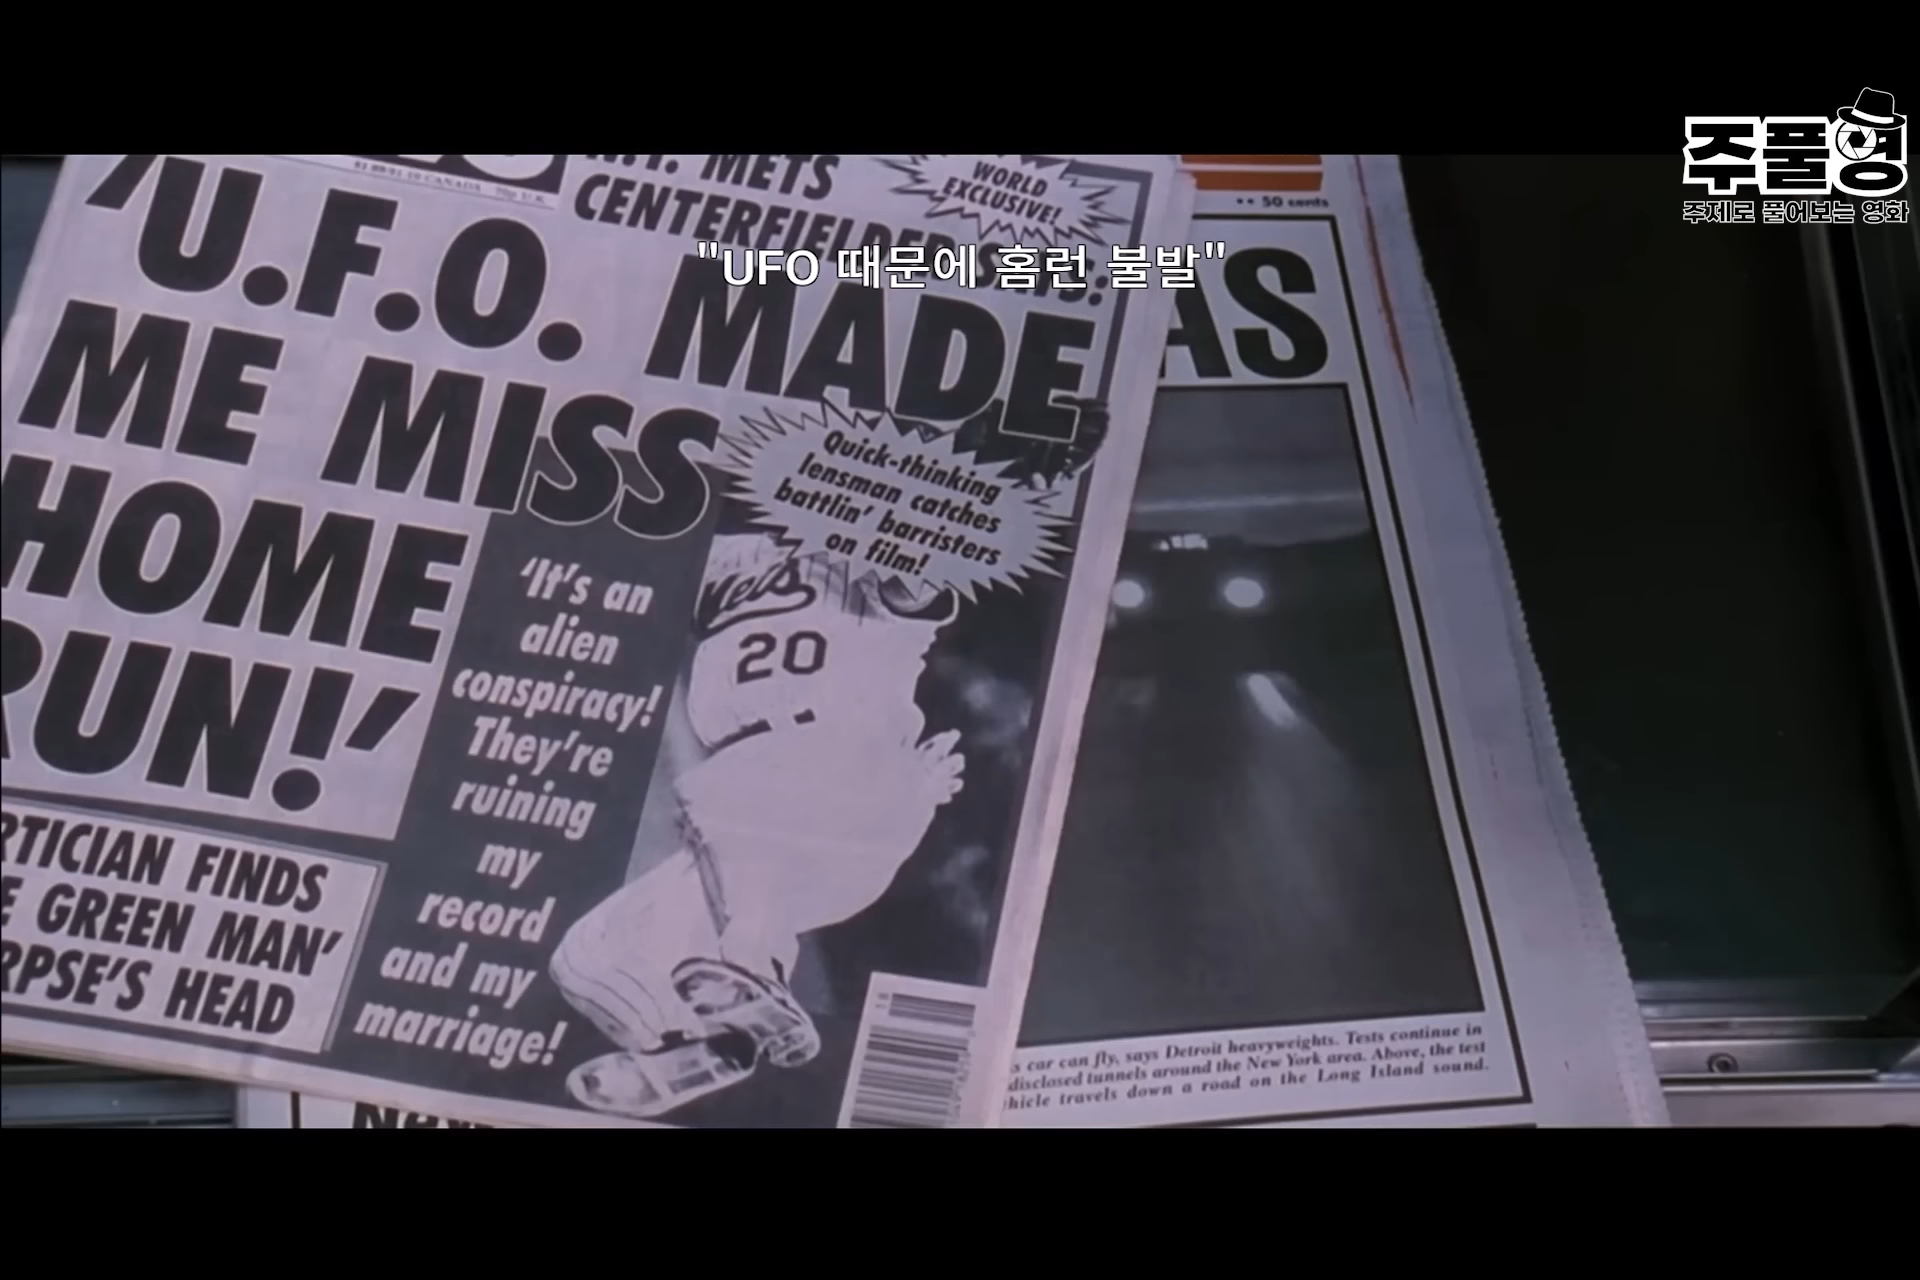 주풀영
주제로 풀어보는 영화
"UFO 때문에 홈런 불발"
METS
CENTERFIELDER SAYS:
WORLD
EXCLUSIVE!
'U.F.O. MADE
ME MISS
HOME
RUN!'
Quick-thinking
lensman catches
battlin' barristers
on film!
'It's an
alien
conspiracy!
They're
ruining
my
record
and my
marriage!
Mets
20
FINDS
GREEN MAN'
HEAD
50 cents
AS
car can fly, says Detroit heavyweights. Tests continue in
disclosed tunnels around the New York area. Above, the test
travels down a road on the Long Island sound.